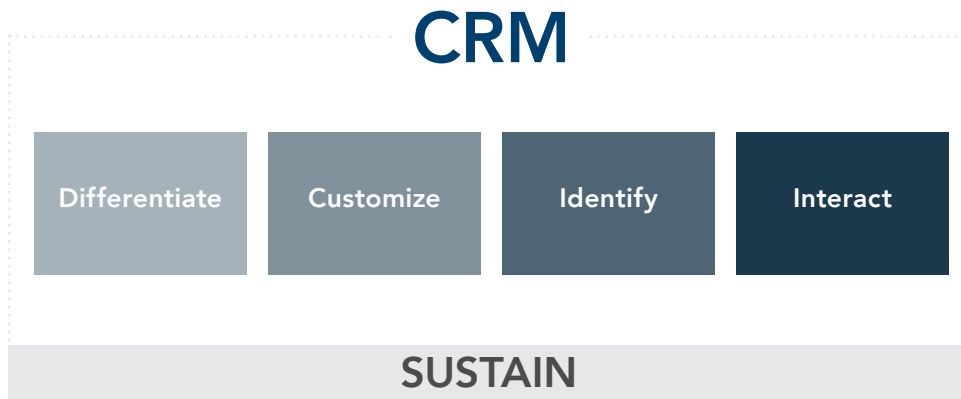 CRM
Differentiate
Customize
Identify
Interact
SUSTAIN